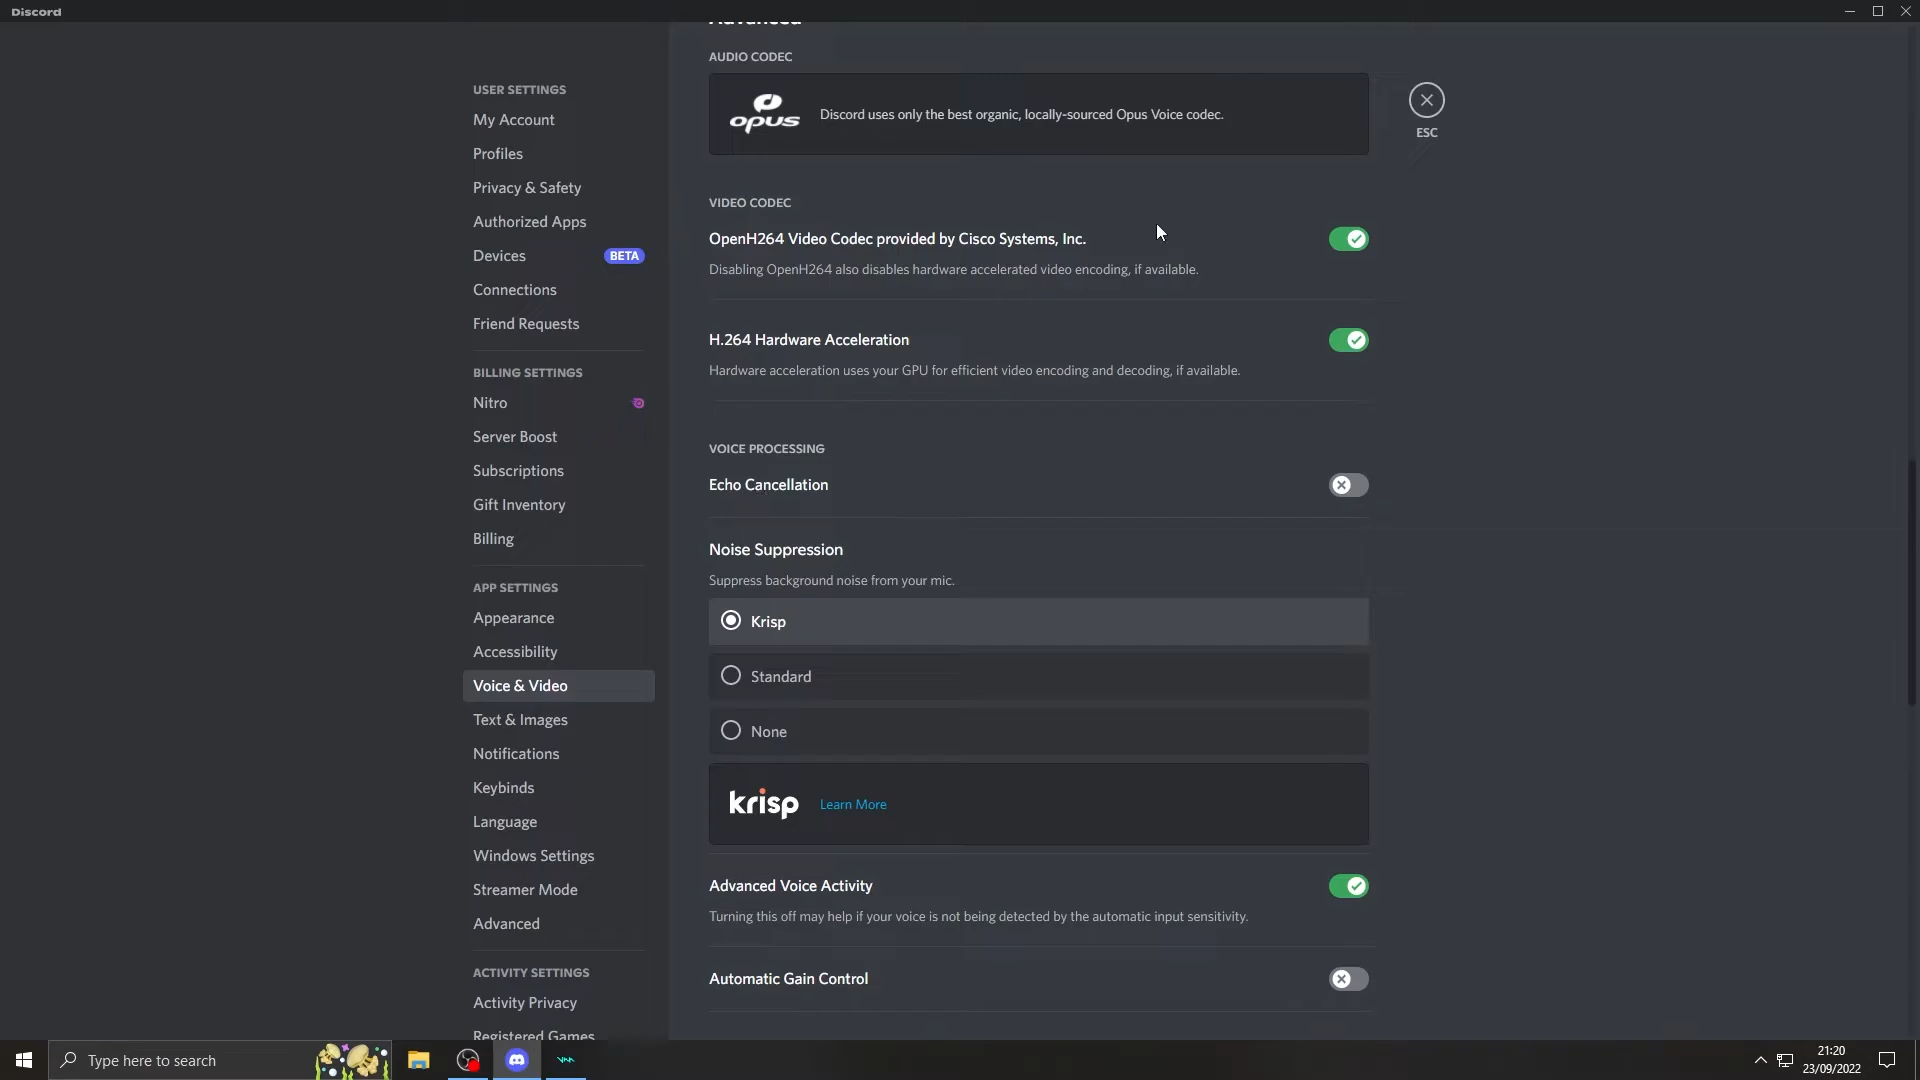 Discord
USER SETTINGS
My Account
Profiles
Privacy & Safety
Authorized Apps
Devices BETA
Connections
Friend Requests
BILLING SETTINGS
Nitro
Server Boost
Subscriptions
Gift Inventory
Billing
APP SETTINGS
Appearance
Accessibility
Voice & Video
Text & Images
Notifications
Keybinds
Language
Windows Settings
Streamer Mode
Advanced
ACTIVITY SETTINGS
Activity Privacy
Registered Games
Advanced
AUDIO CODEC
opus
Discord uses only the best organic, locally-sourced Opus Voice codec.
ESC
VIDEO CODEC
OpenH264 Video Codec provided by Cisco Systems, Inc.
Disabling OpenH264 also disables hardware accelerated video encoding, if available.
H.264 Hardware Acceleration
Hardware acceleration uses your GPU for efficient video encoding and decoding, if available.
VOICE PROCESSING
Echo Cancellation
Noise Suppression
Suppress background noise from your mic.
Krisp
Standard
None
krisp Learn More
Advanced Voice Activity
Turning this off may help if your voice is not being detected by the automatic input sensitivity.
Automatic Gain Control
Type here to search
21:20
23/09/2022